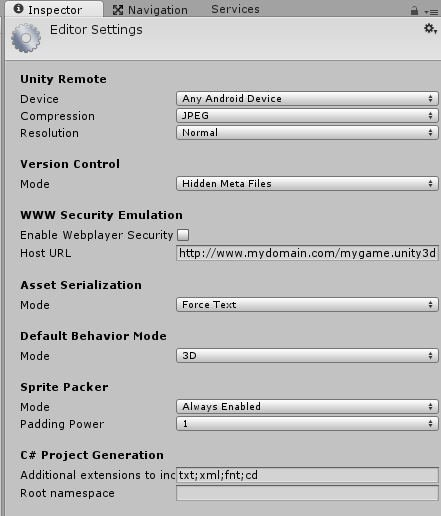 Inspector Navigation Services
Editor Settings
Unity Remote
Device Any Android Device
Compression JPEG
Resolution Normal
Version Control
Mode Hidden Meta Files
WWW Security Emulation
Enable Webplayer Security
Host URL http://www.mydomain.com/mygame.unity3d
Asset Serialization
Mode Force Text
Default Behavior Mode
Mode 3D
Sprite Packer
Mode Always Enabled
Padding Power 1
C# Project Generation
Additional extensions to inc txt;xml;fnt;cd
Root namespace